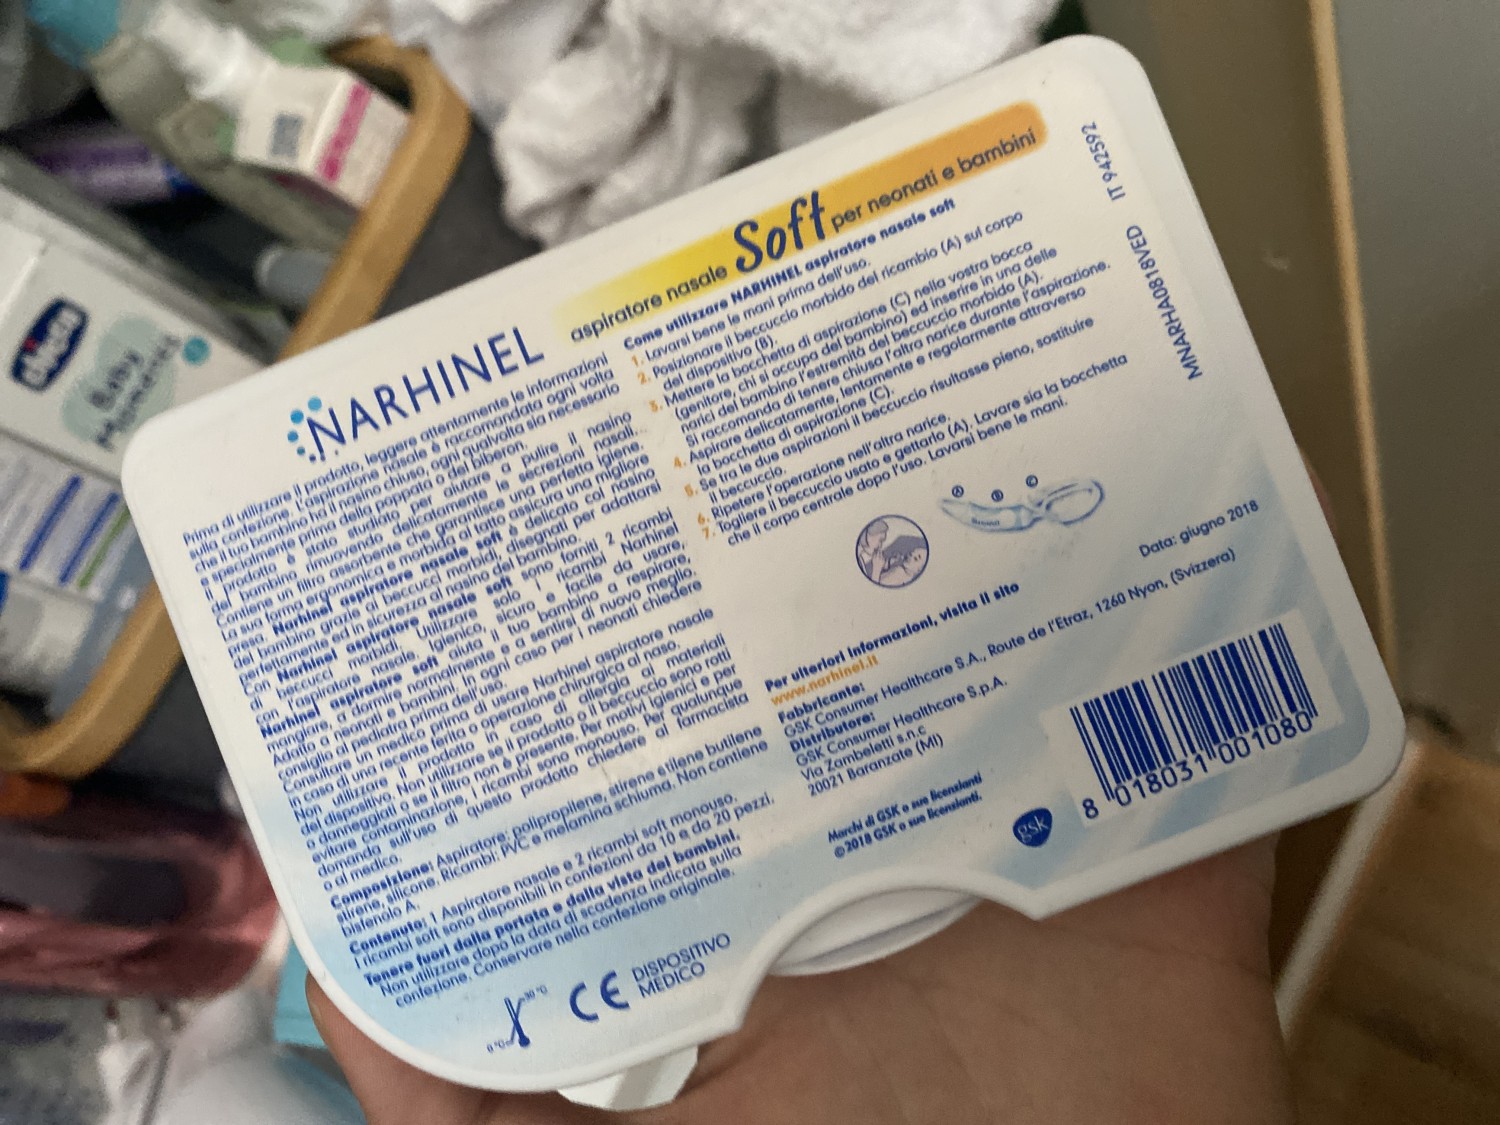 NARHINEL
aspiratore nasale Soft per neonati e bambini
Prima di utilizzare il prodotto, leggere attentamente le informazioni
sulla confezione. L'aspirazione nasale è raccomandata ogni volta
che il tuo bambino ha il nasino chiuso, ogni qualvolta sia necessario
e specialmente prima della poppata o del biberon.
Il prodotto è stato studiato per aiutare a pulire il nasino
del bambino rimuovendo delicatamente le secrezioni nasali.
Contiene un filtro assorbente che garantisce una perfetta igiene.
La sua forma ergonomica e morbida al tatto assicura una migliore
presa. Narhinel aspiratore nasale soft è delicato col nasino
del bambino grazie ai beccucci morbidi, disegnati per adattarsi
perfettamente ed in sicurezza al nasino del bambino.
Con Narhinel aspiratore nasale soft sono forniti 2 ricambi
di beccucci morbidi. Utilizzare solo i ricambi Narhinel
con l'aspiratore nasale. Igienico, sicuro e facile da usare,
Narhinel aspiratore soft aiuta il tuo bambino a respirare,
mangiare, a dormire normalmente e a sentirsi di nuovo meglio.
Adatto a neonati e bambini. In ogni caso per i neonati chiedere
consiglio al pediatra prima dell'uso.
Consultare un medico prima di usare Narhinel aspiratore nasale
in caso di una recente ferita o operazione chirurgica al naso.
Non utilizzare il prodotto in caso di allergia ai materiali
del dispositivo. Non utilizzare se il prodotto o il beccuccio sono rotti
o danneggiati o se il filtro non è presente. Per motivi igienici e per
evitare contaminazione, i ricambi sono monouso. Per qualunque
domanda sull'uso di questo prodotto chiedere al farmacista
o al medico.
Composizione: Aspiratore: polipropilene, stirene etilene butilene
stirene, silicone. Ricambi: PVC e melamina schiuma. Non contiene
bisfenolo A.
Contenuto: 1 Aspiratore nasale e 2 ricambi soft monouso.
I ricambi soft sono disponibili in confezioni da 10 e da 20 pezzi.
Tenere fuori dalla portata e dalla vista dei bambini.
Non utilizzare dopo la data di scadenza indicata sulla
confezione. Conservare nella confezione originale.
0 °C
30 °C
CE DISPOSITIVO
MEDICO
Come utilizzare NARHINEL aspiratore nasale soft
1. Lavarsi bene le mani prima dell'uso.
2. Posizionare il beccuccio morbido del ricambio (A) sul corpo
del dispositivo (B).
3. Mettere la bocchetta di aspirazione (C) nella vostra bocca
(genitore, chi si occupa del bambino) ed inserire in una delle
narici del bambino l'estremità del beccuccio morbido (A).
Si raccomanda di tenere chiusa l'altra narice durante l'aspirazione.
4. Aspirare delicatamente, lentamente e regolarmente attraverso
la bocchetta di aspirazione (C).
5. Se tra le due aspirazioni il beccuccio risultasse pieno, sostituire
il beccuccio.
6. Ripetere l'operazione nell'altra narice.
7. Togliere il beccuccio usato e gettarlo (A). Lavare sia la bocchetta
che il corpo centrale dopo l'uso. Lavarsi bene le mani.
A B C
Data: giugno 2018
Per ulteriori informazioni, visita il sito
www.narhinel.it
Fabbricante:
GSK Consumer Healthcare S.A., Route de l'Etraz, 1260 Nyon, (Svizzera)
Distributore:
GSK Consumer Healthcare S.p.A.
Via Zambeletti s.n.c
20021 Baranzate (MI)
Marchi di GSK o sue licenzianti
©2018 GSK o sue licenzianti.
gsk
8 018031 001080
MNARHA0818VED IT 942592
chicco
Baby
Moments